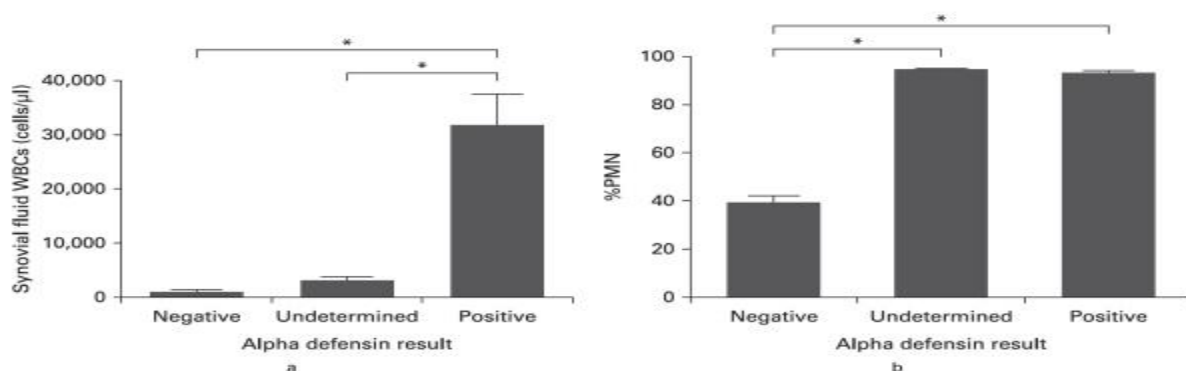 *
*
Synovial fluid WBCs (cells/µl)
40,000
30,000
20,000
10,000
0
Negative Undetermined Positive
Alpha defensin result
a
*
*
%PMN
100
80
60
40
20
0
Negative Undetermined Positive
Alpha defensin result
b